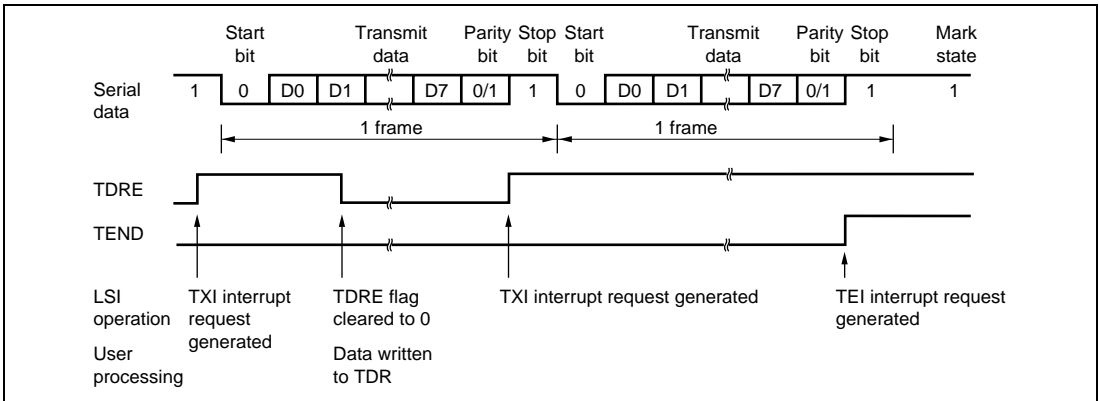 Start bit Transmit data Parity bit Stop bit Start bit Transmit data Parity bit Stop bit Mark state
Serial data 1 0 D0 D1 D7 0/1 1 0 D0 D1 D7 0/1 1 1
1 frame 1 frame
TDRE
TEND
LSI operation
TXI interrupt request generated
TDRE flag cleared to 0
TXI interrupt request generated
TEI interrupt request generated
User processing
Data written to TDR